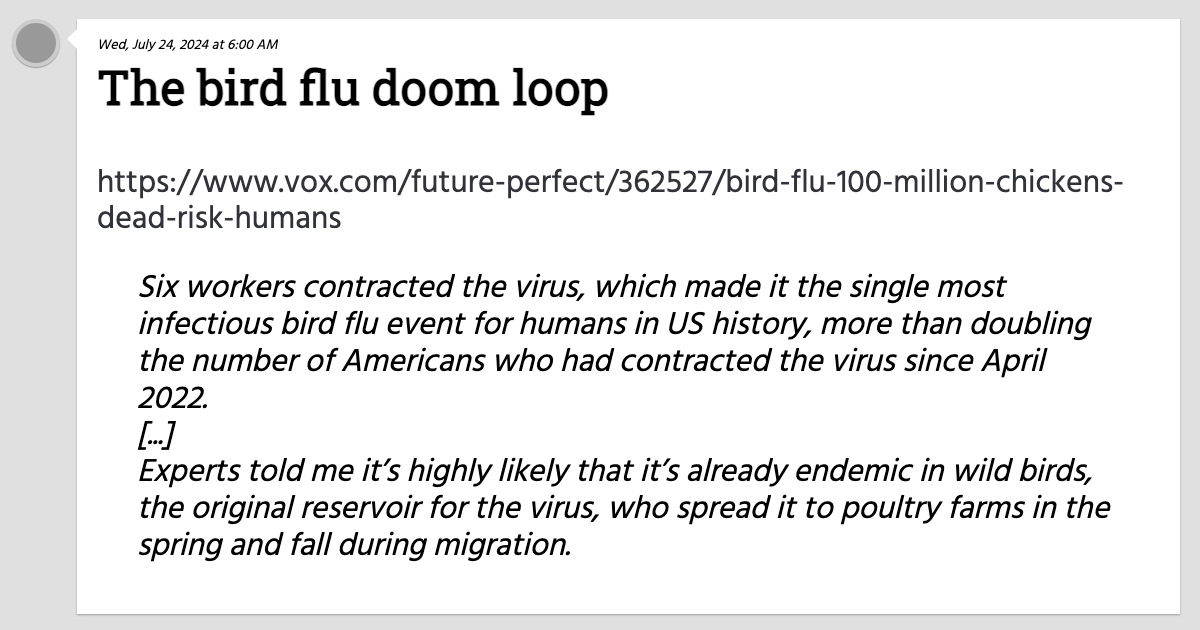 Wed, July 24, 2024 at 6:00 AM
The bird flu doom loop
https://www.vox.com/future-perfect/362527/bird-flu-100-million-chickens-
dead-risk-humans
Six workers contracted the virus, which made it the single most
infectious bird flu event for humans in US history, more than doubling
the number of Americans who had contracted the virus since April
2022.
[...]
Experts told me it’s highly likely that it’s already endemic in wild birds,
the original reservoir for the virus, who spread it to poultry farms in the
spring and fall during migration.